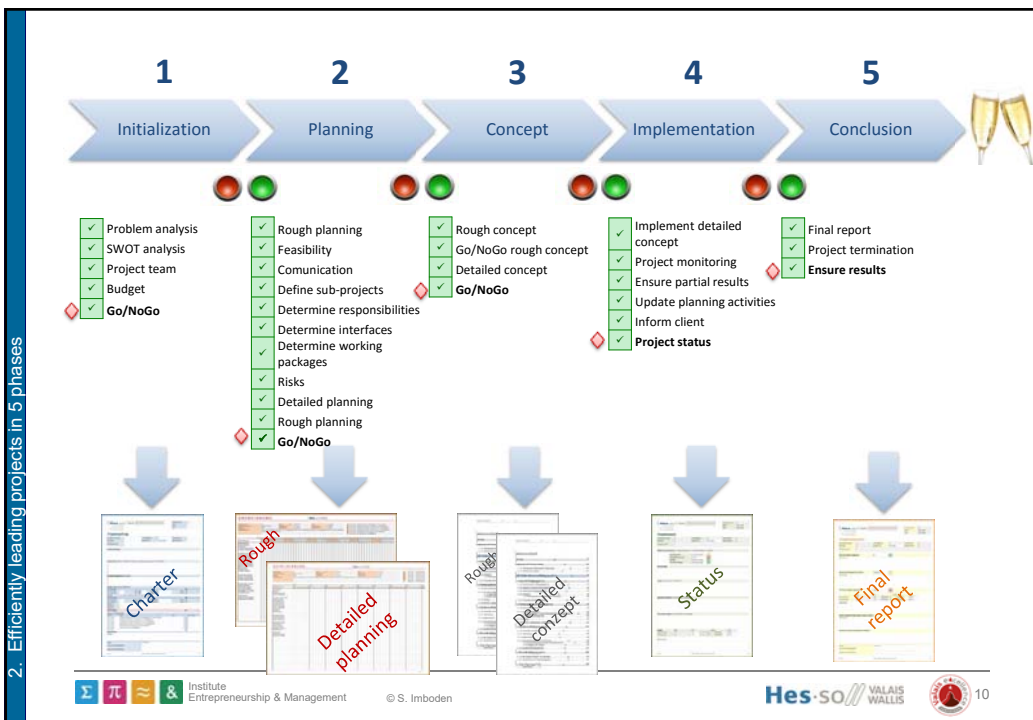 2. Efficiently leading projects in 5 phases
1
2
3
4
5
Initialization
Planning
Concept
Implementation
Conclusion
Problem analysis
SWOT analysis
Project team
Budget
Go/NoGo
Rough planning
Feasibility
Comunication
Define sub-projects
Determine responsibilities
Determine interfaces
Determine working
packages
Risks
Detailed planning
Rough planning
Go/NoGo
Rough concept
Go/NoGo rough concept
Detailed concept
Go/NoGo
Implement detailed
concept
Project monitoring
Ensure partial results
Update planning activities
Inform client
Project status
Final report
Project termination
Ensure results
Charter
Rough
Detailed
planning
Rough
Detailed
conzept
Status
Final
report
Σ π ≈ &
Institute
Entrepreneurship & Management
© S. Imboden
Hes·so// VALAIS
WALLIS
10